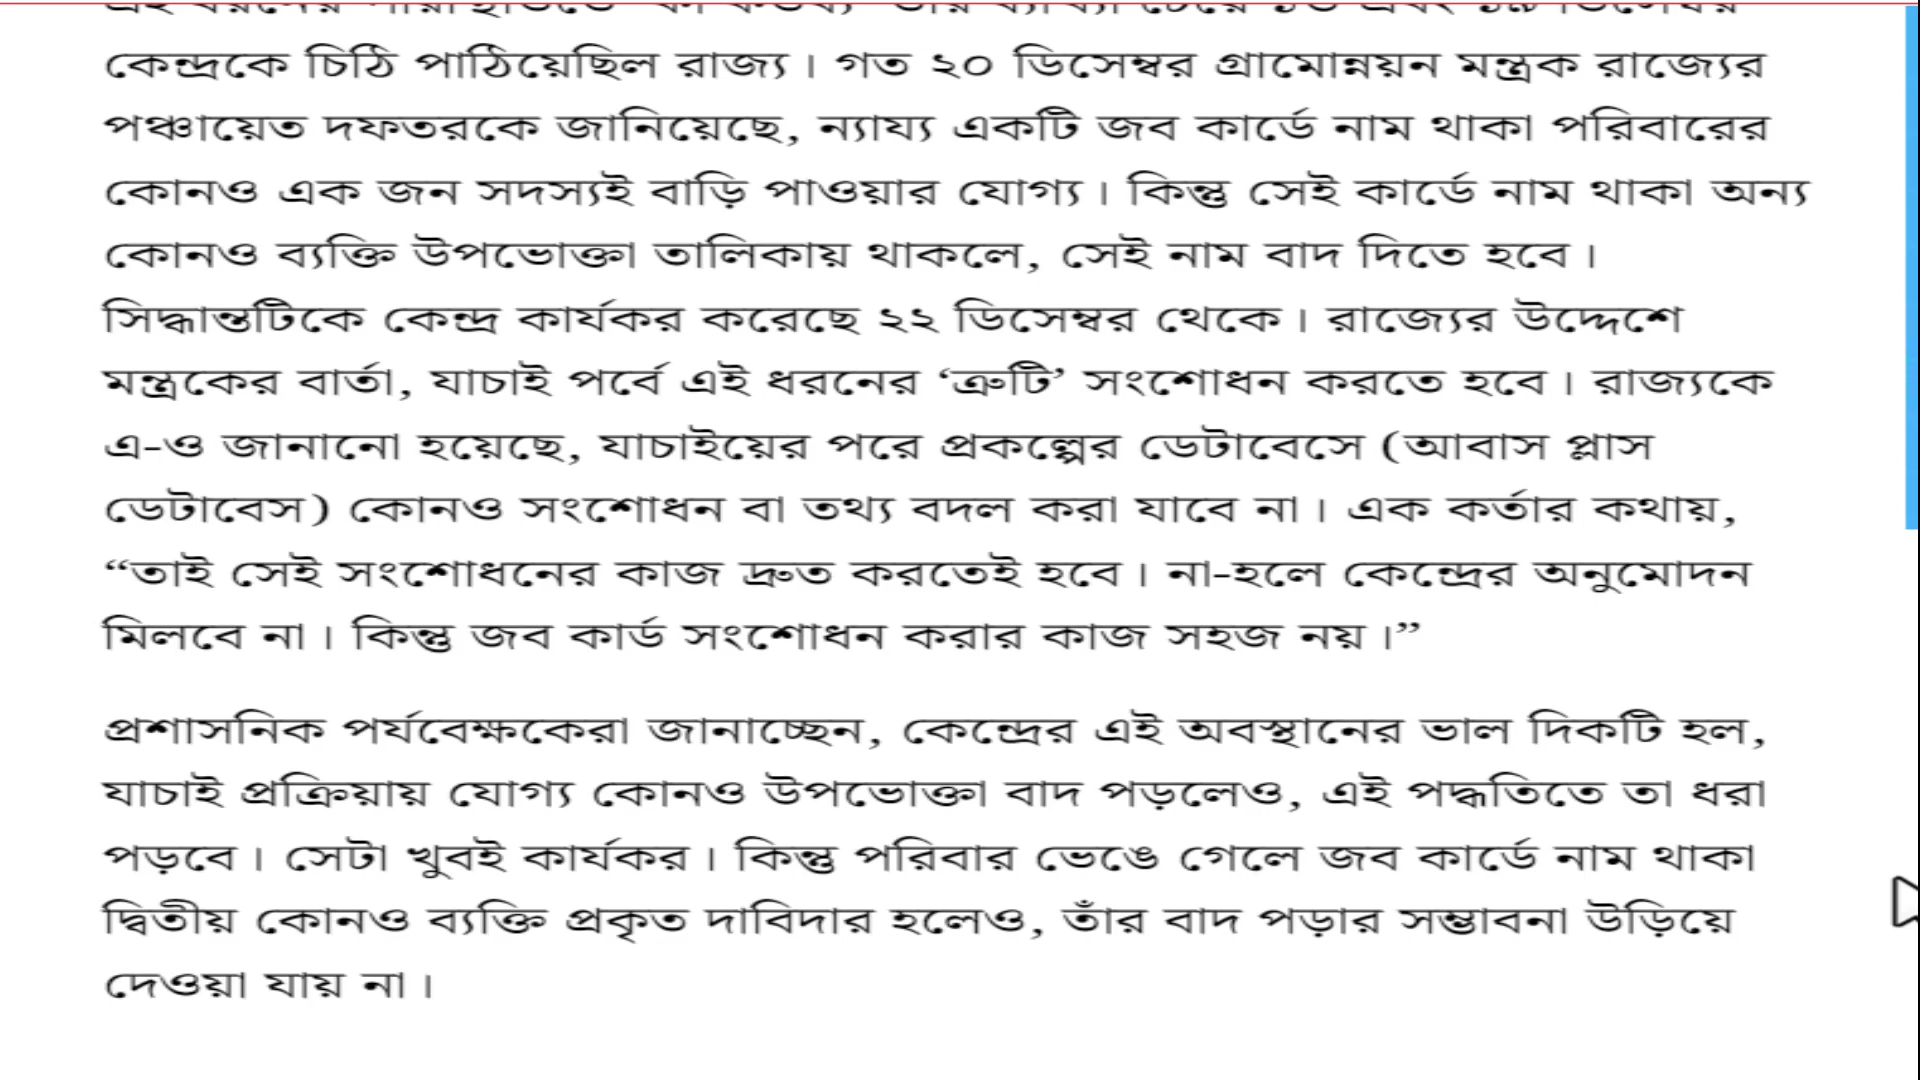 কেন্দ্রকে চিঠি পাঠিয়েছিল রাজ্য। গত ২০ ডিসেম্বর গ্রামোন্নয়ন মন্ত্রক রাজ্যের
পঞ্চায়েত দফতরকে জানিয়েছে, ন্যায্য একটি জব কার্ডে নাম থাকা পরিবারের
কোনও এক জন সদস্যই বাড়ি পাওয়ার যোগ্য। কিন্তু সেই কার্ডে নাম থাকা অন্য
কোনও ব্যক্তি উপভোক্তা তালিকায় থাকলে, সেই নাম বাদ দিতে হবে।
সিদ্ধান্তটিকে কেন্দ্র কার্যকর করেছে ২২ ডিসেম্বর থেকে। রাজ্যের উদ্দেশে
মন্ত্রকের বার্তা, যাচাই পর্বে এই ধরনের ‘ত্রুটি’ সংশোধন করতে হবে। রাজ্যকে
এ-ও জানানো হয়েছে, যাচাইয়ের পরে প্রকল্পের ডেটাবেসে (আবাস প্লাস
ডেটাবেস) কোনও সংশোধন বা তথ্য বদল করা যাবে না। এক কর্তার কথায়,
“তাই সেই সংশোধনের কাজ দ্রুত করতেই হবে। না-হলে কেন্দ্রের অনুমোদন
মিলবে না। কিন্তু জব কার্ড সংশোধন করার কাজ সহজ নয়।”
প্রশাসনিক পর্যবেক্ষকেরা জানাচ্ছেন, কেন্দ্রের এই অবস্থানের ভাল দিকটি হল,
যাচাই প্রক্রিয়ায় যোগ্য কোনও উপভোক্তা বাদ পড়লেও, এই পদ্ধতিতে তা ধরা
পড়বে। সেটা খুবই কার্যকর। কিন্তু পরিবার ভেঙে গেলে জব কার্ডে নাম থাকা
দ্বিতীয় কোনও ব্যক্তি প্রকৃত দাবিদার হলেও, তাঁর বাদ পড়ার সম্ভাবনা উড়িয়ে
দেওয়া যায় না।